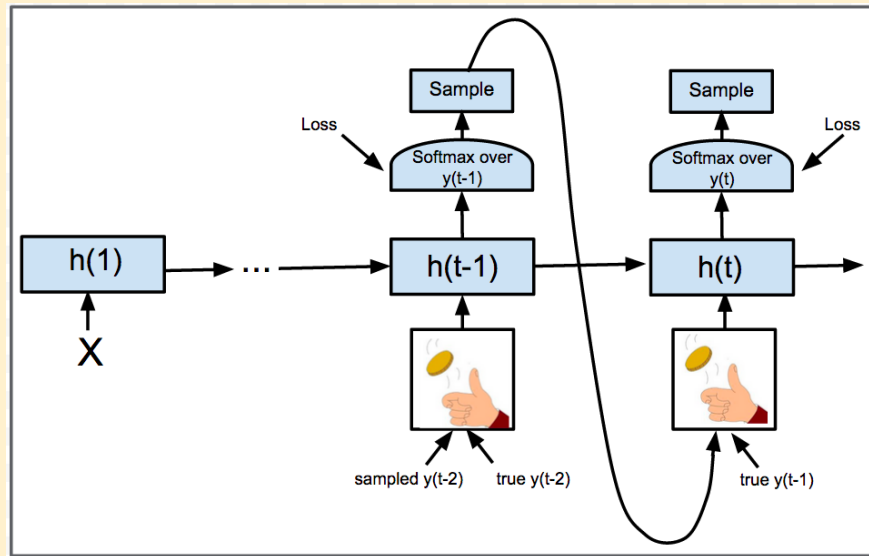 Sample
Sample
Loss
Loss
Softmax over
y(t-1)
Softmax over
y(t)
h(1)
...
h(t-1)
h(t)
X
sampled y(t-2)
true y(t-2)
true y(t-1)